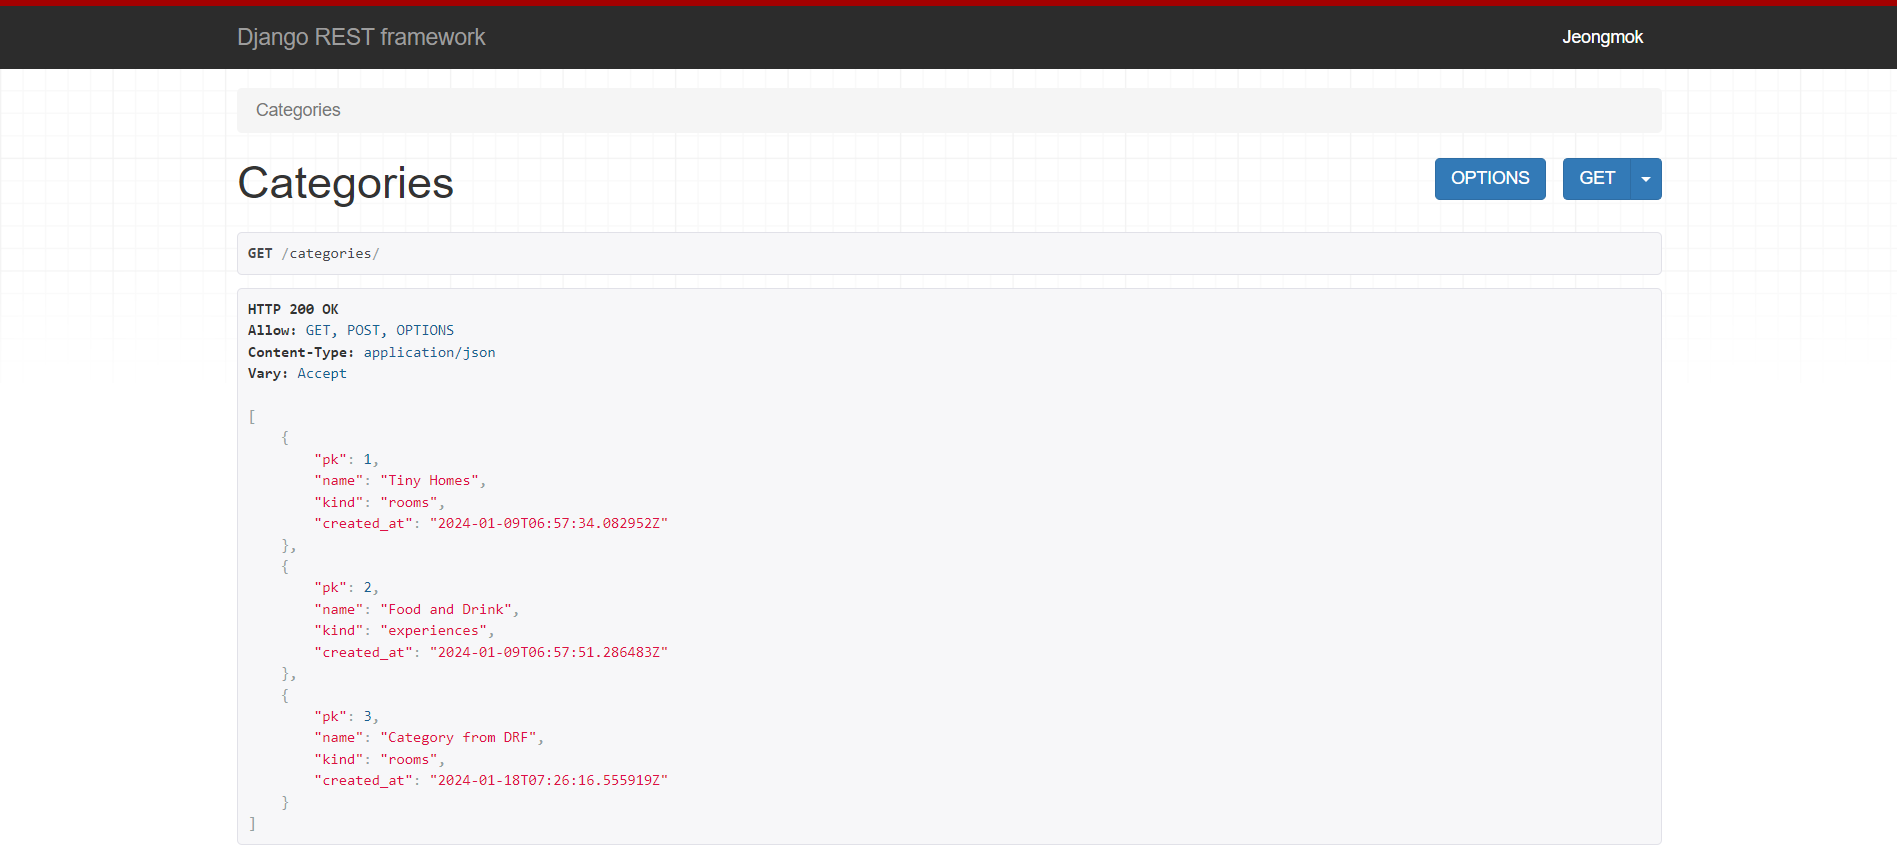 Django REST framework
Jeongmok
Categories
Categories
OPTIONS
GET
GET /categories/
HTTP 200 OK
Allow: GET, POST, OPTIONS
Content-Type: application/json
Vary: Accept
[
    {
        "pk": 1,
        "name": "Tiny Homes",
        "kind": "rooms",
        "created_at": "2024-01-09T06:57:34.082952Z"
    },
    {
        "pk": 2,
        "name": "Food and Drink",
        "kind": "experiences",
        "created_at": "2024-01-09T06:57:51.286483Z"
    },
    {
        "pk": 3,
        "name": "Category from DRF",
        "kind": "rooms",
        "created_at": "2024-01-18T07:26:16.555919Z"
    }
]